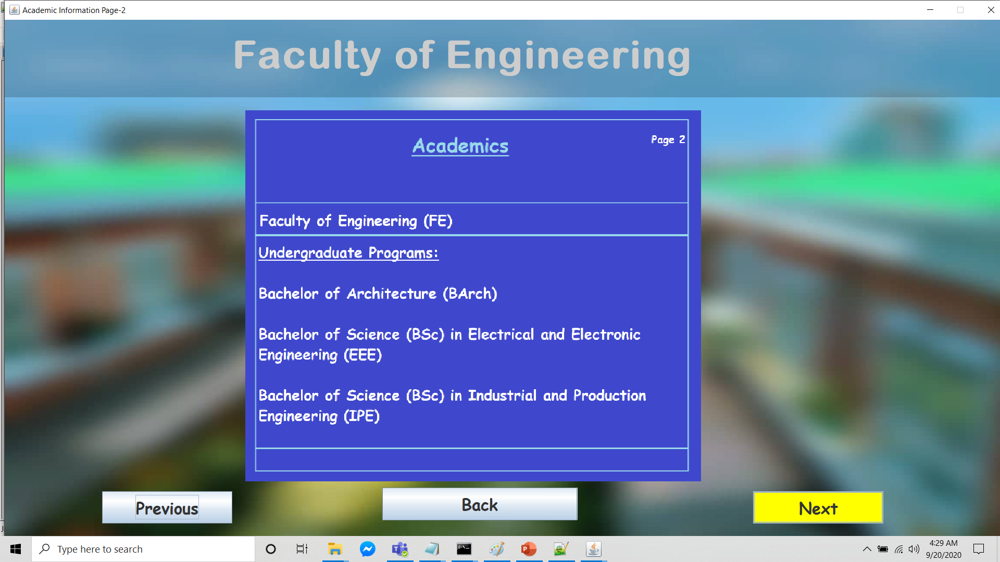 Academic Information Page-2
Faculty of Engineering
Academics
Page 2
Faculty of Engineering (FE)
Undergraduate Programs:
Bachelor of Architecture (BArch)
Bachelor of Science (BSc) in Electrical and Electronic
Engineering (EEE)
Bachelor of Science (BSc) in Industrial and Production
Engineering (IPE)
Previous
Back
Next
Type here to search
4:29 AM
9/20/2020